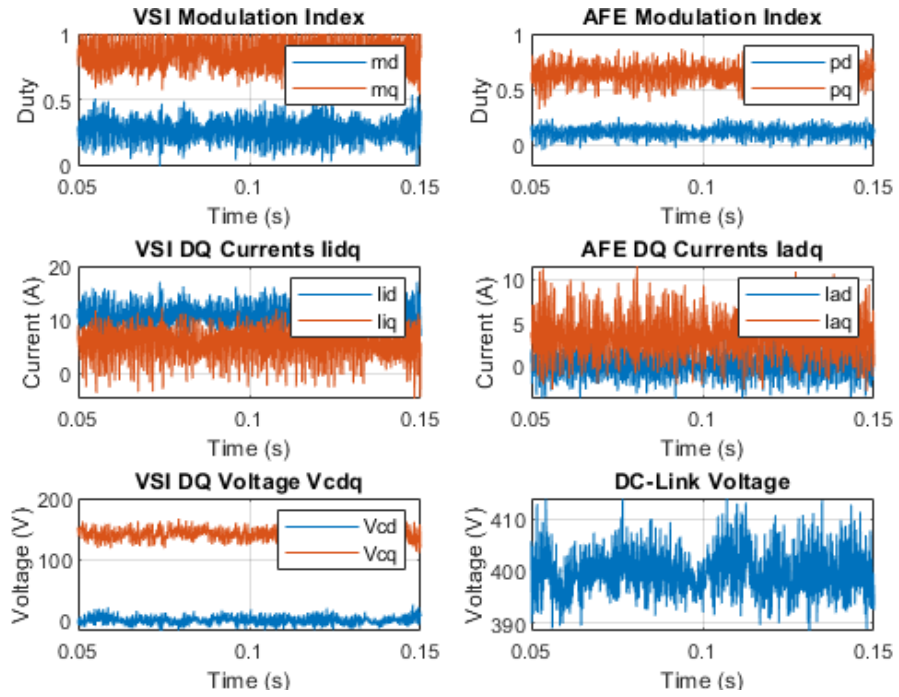 VSI Modulation Index
1
0.5
0
Duty
md
mq
0.05
0.1
0.15
Time (s)
AFE Modulation Index
1
0.5
0
Duty
pd
pq
0.05
0.1
0.15
Time (s)
VSI DQ Currents Iidq
20
10
0
Current (A)
Iid
Iiq
0.05
0.1
0.15
Time (s)
AFE DQ Currents Iadq
10
5
0
Current (A)
Iad
Iaq
0.05
0.1
0.15
Time (s)
VSI DQ Voltage Vcdq
200
100
0
Voltage (V)
Vcd
Vcq
0.05
0.1
0.15
Time (s)
DC-Link Voltage
410
400
390
Voltage (V)
0.05
0.1
0.15
Time (s)